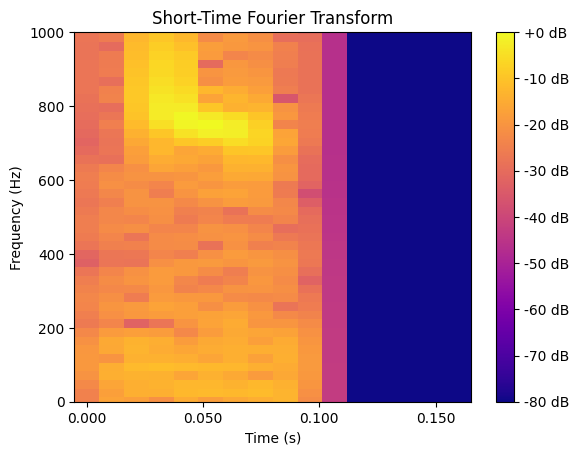 Short-Time Fourier Transform
1000
800
600
400
200
0
Frequency (Hz)
0.000
0.050
0.100
0.150
Time (s)
+0 dB
-10 dB
-20 dB
-30 dB
-40 dB
-50 dB
-60 dB
-70 dB
-80 dB